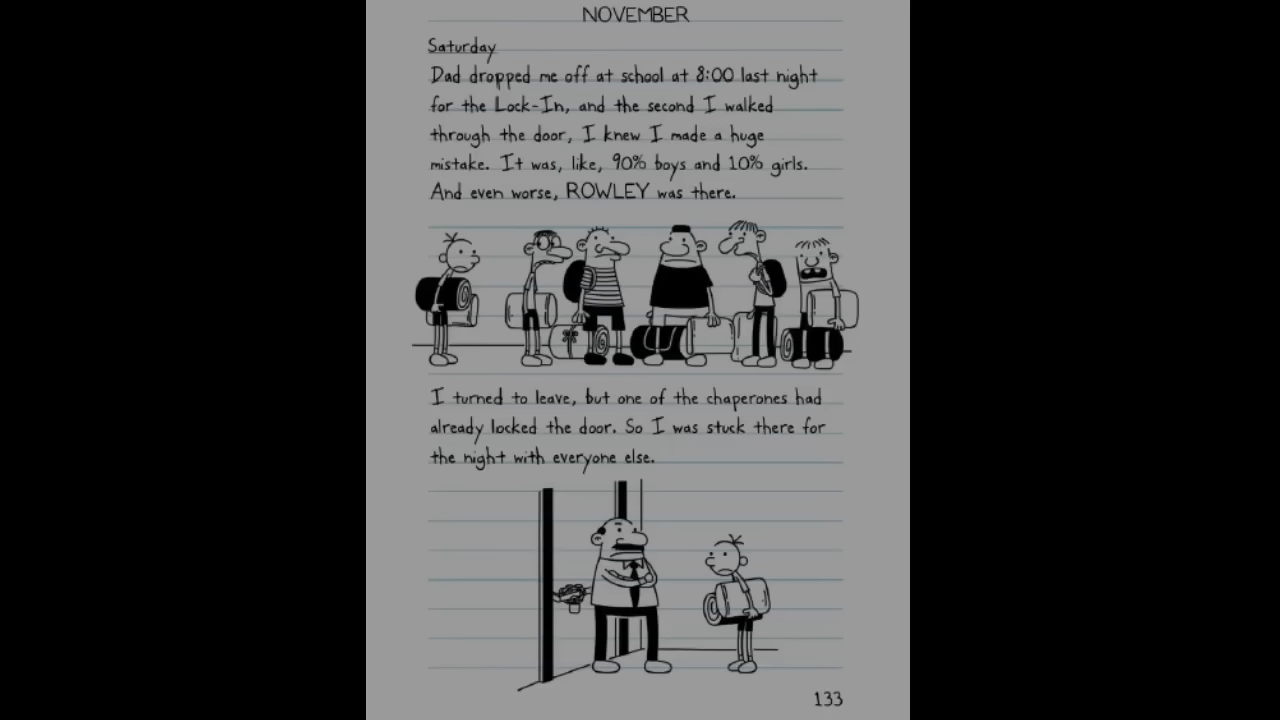 NOVEMBER
Saturday
Dad dropped me off at school at 8:00 last night
for the Lock-In, and the second I walked
through the door, I knew I made a huge
mistake. It was, like, 90% boys and 10% girls.
And even worse, ROWLEY was there.
I turned to leave, but one of the chaperones had
already locked the door. So I was stuck there for
the night with everyone else.
133